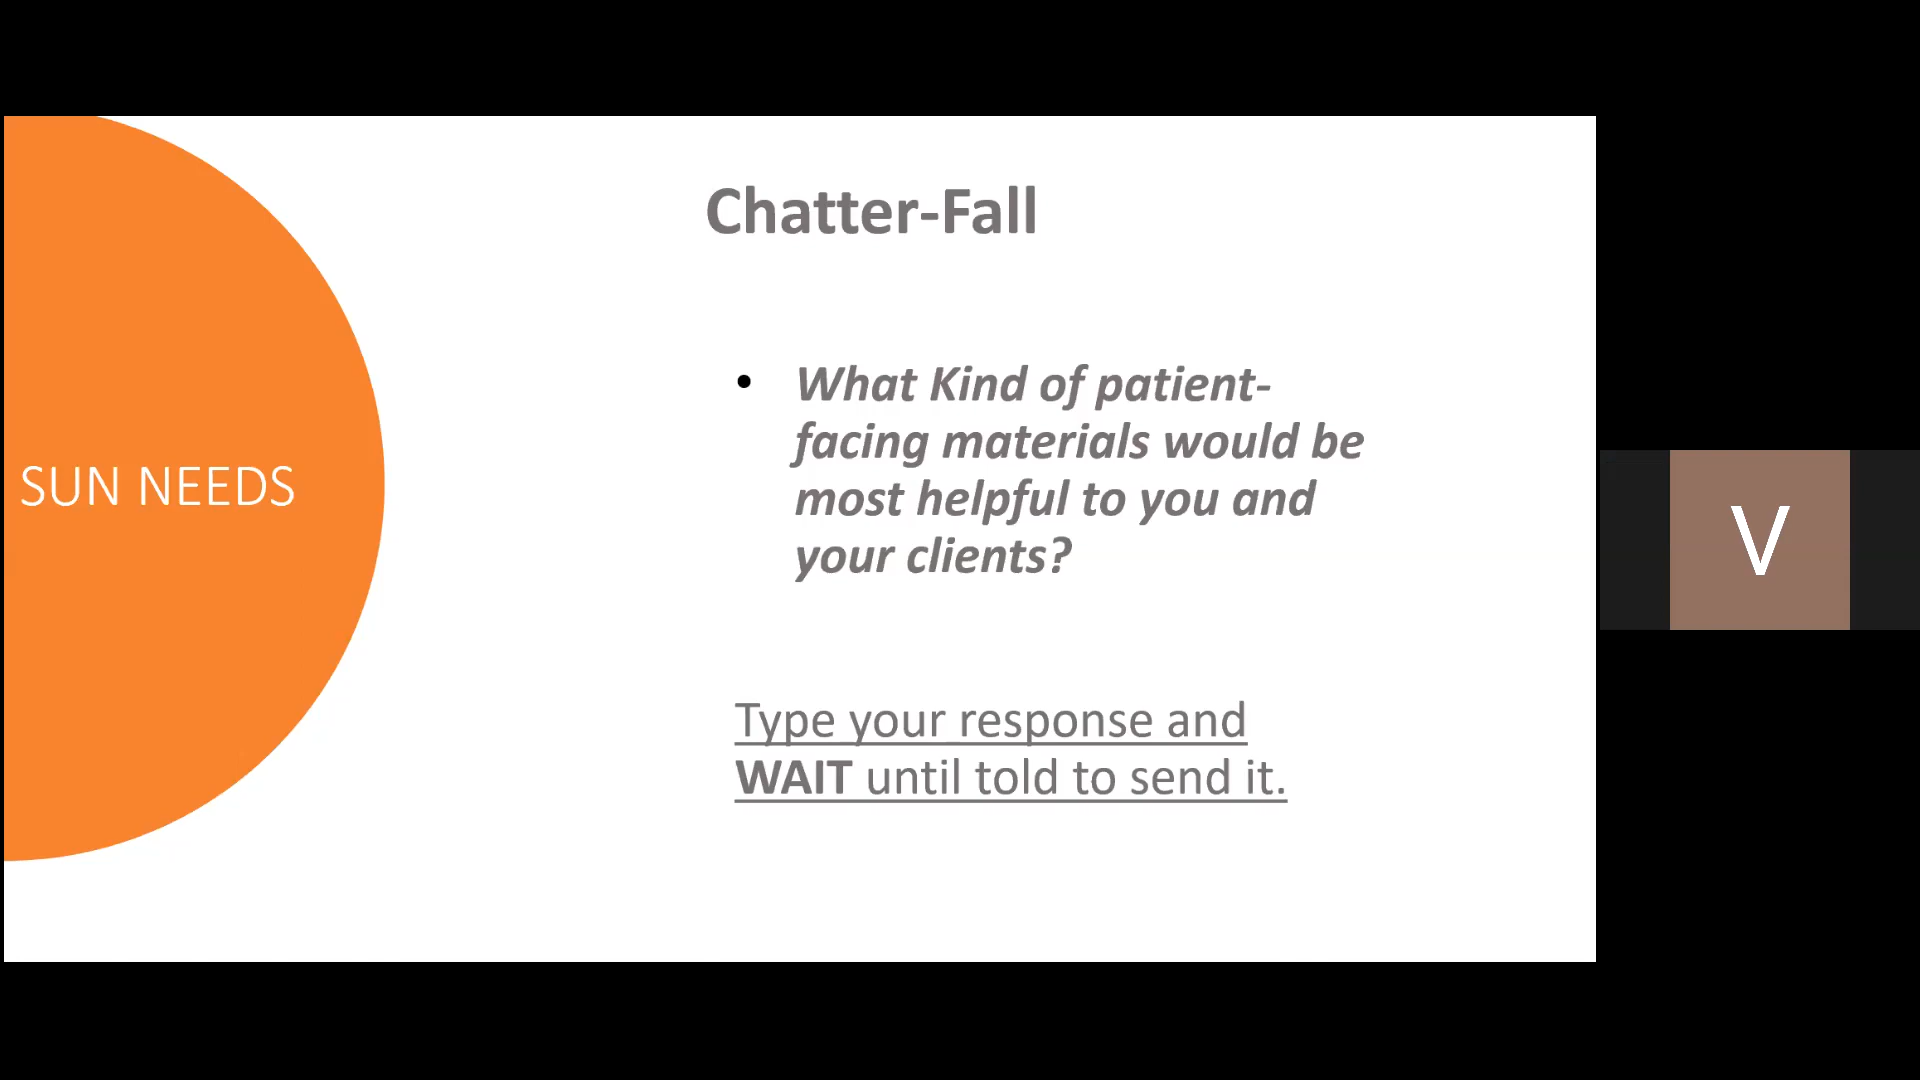 Chatter-Fall
SUN NEEDS
• What Kind of patient-
facing materials would be
most helpful to you and
your clients?
Type your response and
WAIT until told to send it.
V